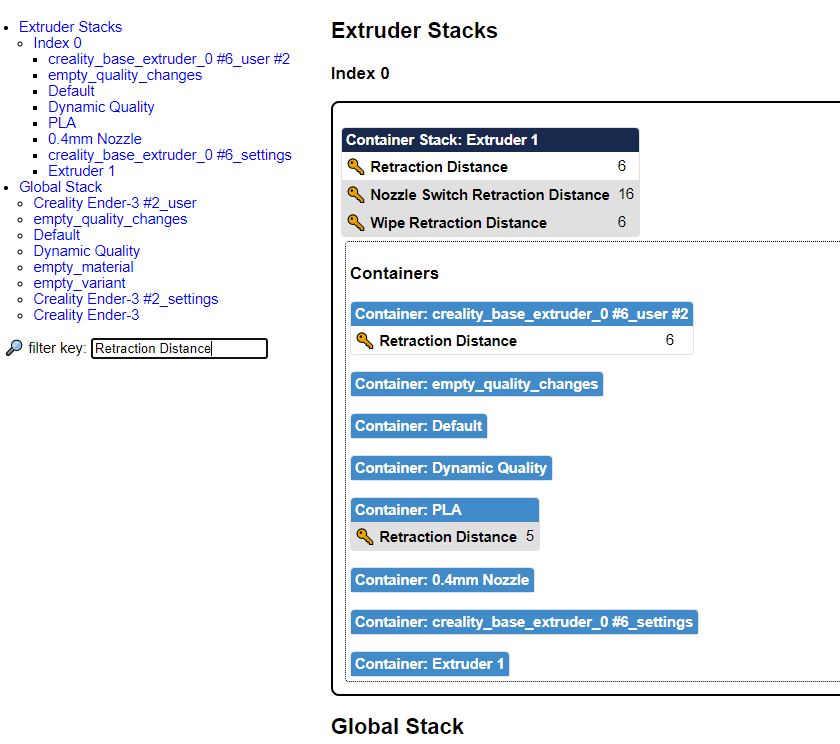 Extruder Stacks
Index 0
creality_base_extruder_0 #6_user #2
empty_quality_changes
Default
Dynamic Quality
PLA
0.4mm Nozzle
creality_base_extruder_0 #6_settings
Extruder 1
Global Stack
Creality Ender-3 #2_user
empty_quality_changes
Default
Dynamic Quality
empty_material
empty_variant
Creality Ender-3 #2_settings
Creality Ender-3
filter key: Retraction Distance
Extruder Stacks
Index 0
Container Stack: Extruder 1
Retraction Distance 6
Nozzle Switch Retraction Distance 16
Wipe Retraction Distance 6
Containers
Container: creality_base_extruder_0 #6_user #2
Retraction Distance 6
Container: empty_quality_changes
Container: Default
Container: Dynamic Quality
Container: PLA
Retraction Distance 5
Container: 0.4mm Nozzle
Container: creality_base_extruder_0 #6_settings
Container: Extruder 1
Global Stack